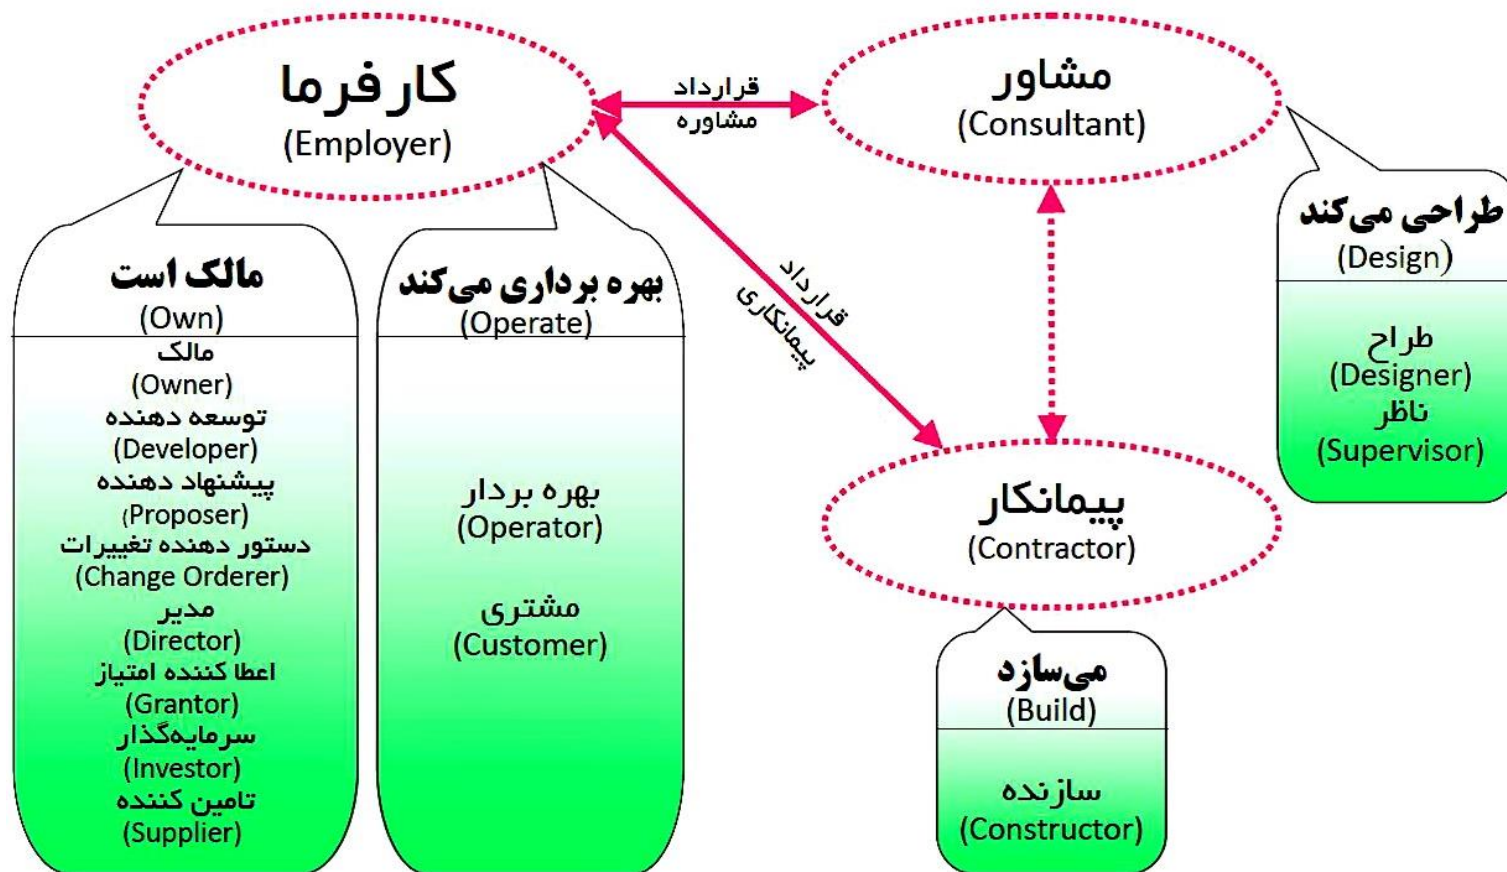 کارفرما
(Employer)
قرارداد
مشاوره
مشاور
(Consultant)
قرارداد
پیمانکاری
پیمانکار
(Contractor)
مالک است
(Own)
مالک
(Owner)
توسعه دهنده
(Developer)
پیشنهاد دهنده
(Proposer)
دستور دهنده تغییرات
(Change Orderer)
مدیر
(Director)
اعطا کننده امتیاز
(Grantor)
سرمایه‌گذار
(Investor)
تامین کننده
(Supplier)
بهره برداری می‌کند
(Operate)
بهره بردار
(Operator)
مشتری
(Customer)
طراحی می‌کند
(Design)
طراح
(Designer)
ناظر
(Supervisor)
می‌سازد
(Build)
سازنده
(Constructor)